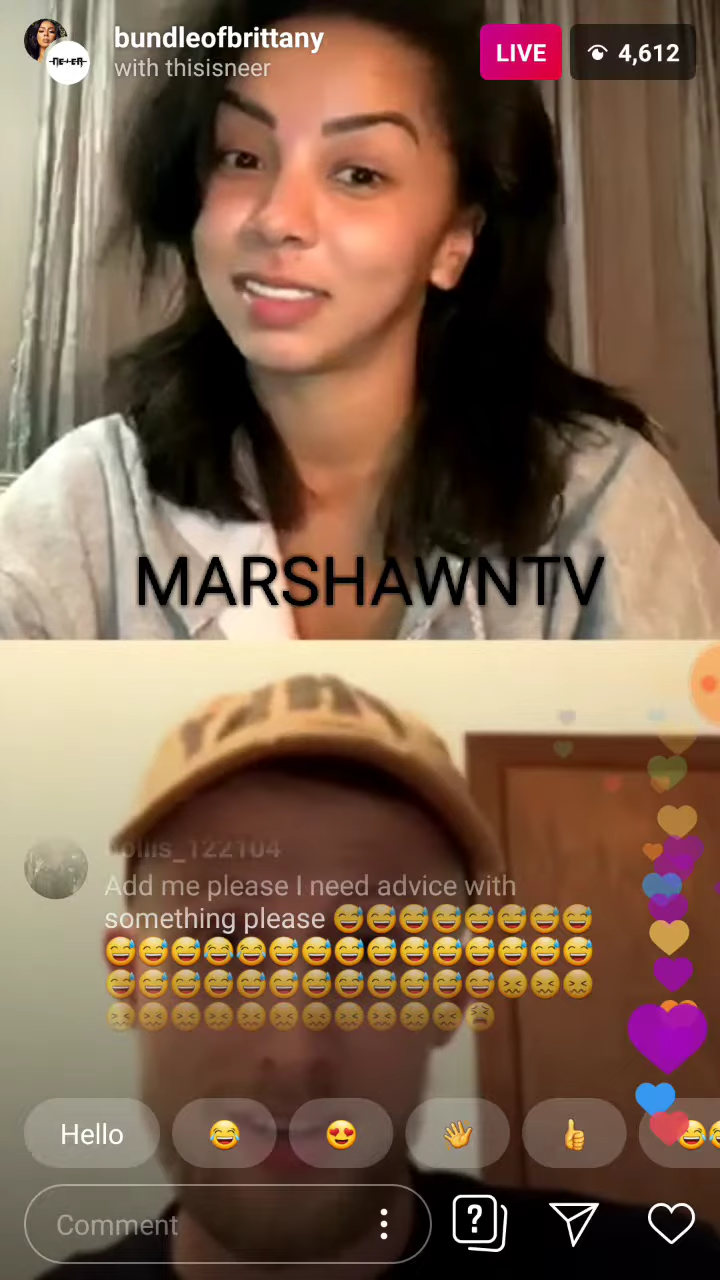 bundleofbrittany
with thisisneer
LIVE
4,612
MARSHAWNTV
Add me please I need advice with
something please 😅😅😅😅😅😅😅😅
😅😅😅😂😂😅😅😅😅😅😅😅😅😅😅
😅😅😅😅😅😅😅😅😅😅😅😅😖😖😖
😖😖😖😖😖😖😖😖😖😖😖😫
Hello 😂 😍 👋 👍 😂
Comment
?